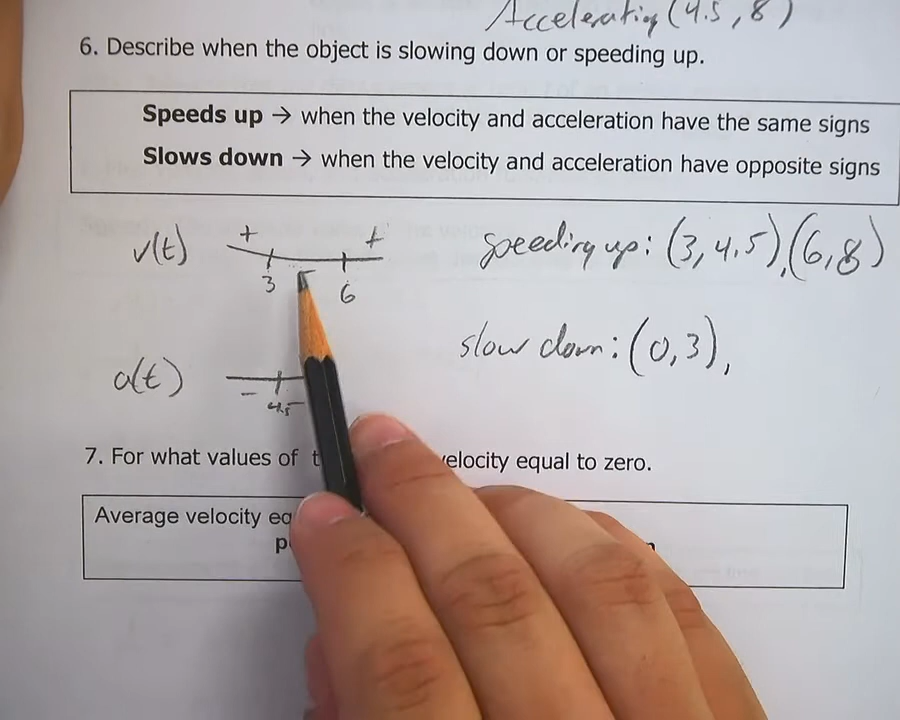 Accelerating (4.5, 8)
6. Describe when the object is slowing down or speeding up.
Speeds up → when the velocity and acceleration have the same signs
Slows down → when the velocity and acceleration have opposite signs
v(t) + - +
3 6
speeding up: (3, 4.5), (6,8)
slow down: (0,3),
a(t) -
4.5
7. For what values of t elocity equal to zero.
Average velocity eq